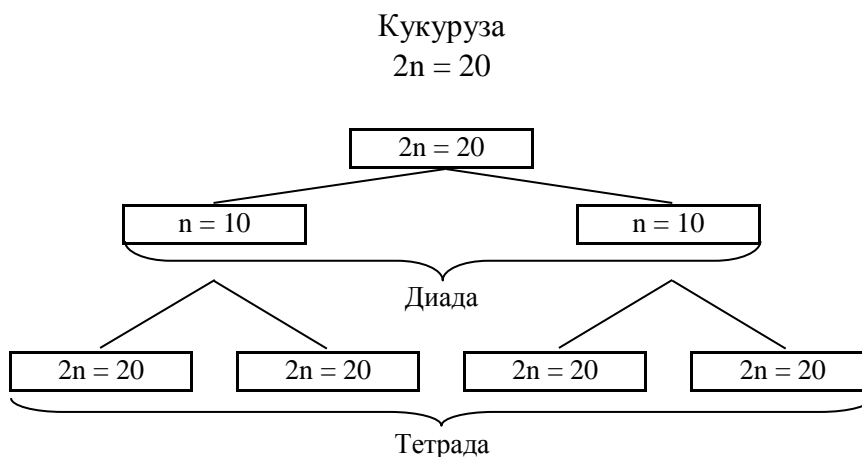 Кукуруза
2n = 20
2n = 20
n = 10 n = 10
Диада
2n = 20 2n = 20 2n = 20 2n = 20
Тетрада